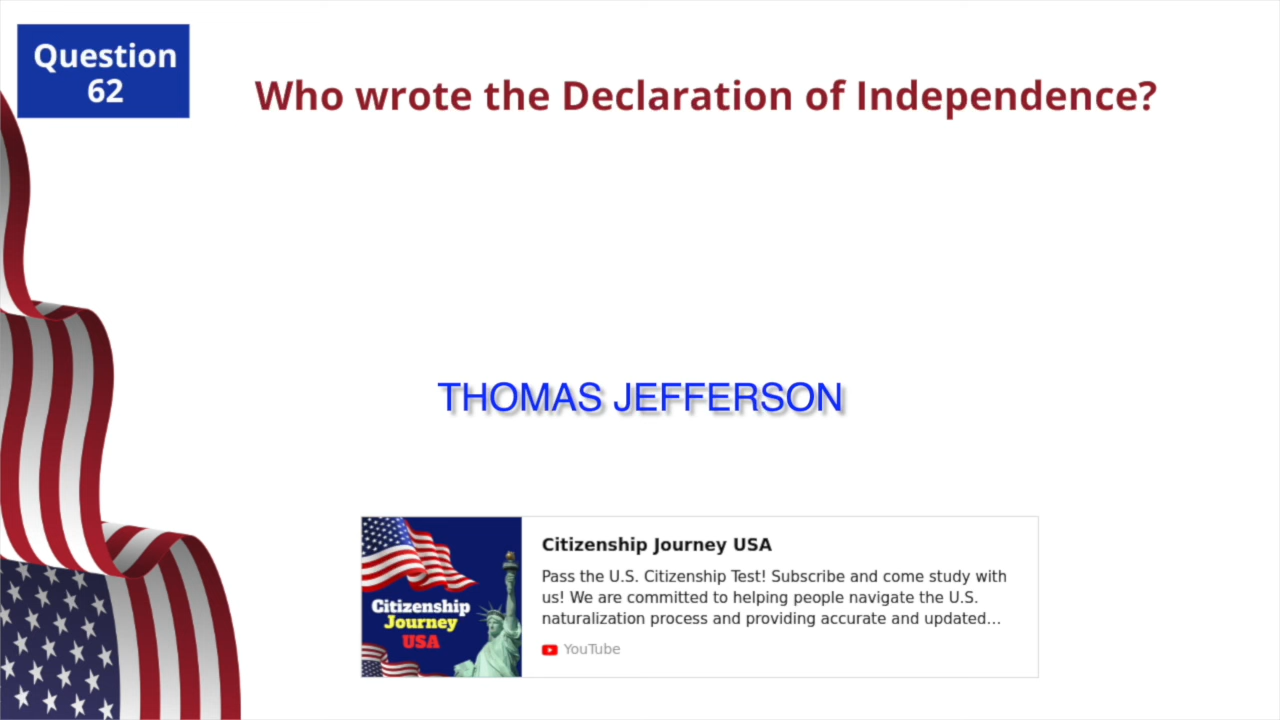 Question
62
Who wrote the Declaration of Independence?
THOMAS JEFFERSON
Citizenship
Journey
USA
Citizenship Journey USA
Pass the U.S. Citizenship Test! Subscribe and come study with
us! We are committed to helping people navigate the U.S.
naturalization process and providing accurate and updated...
YouTube